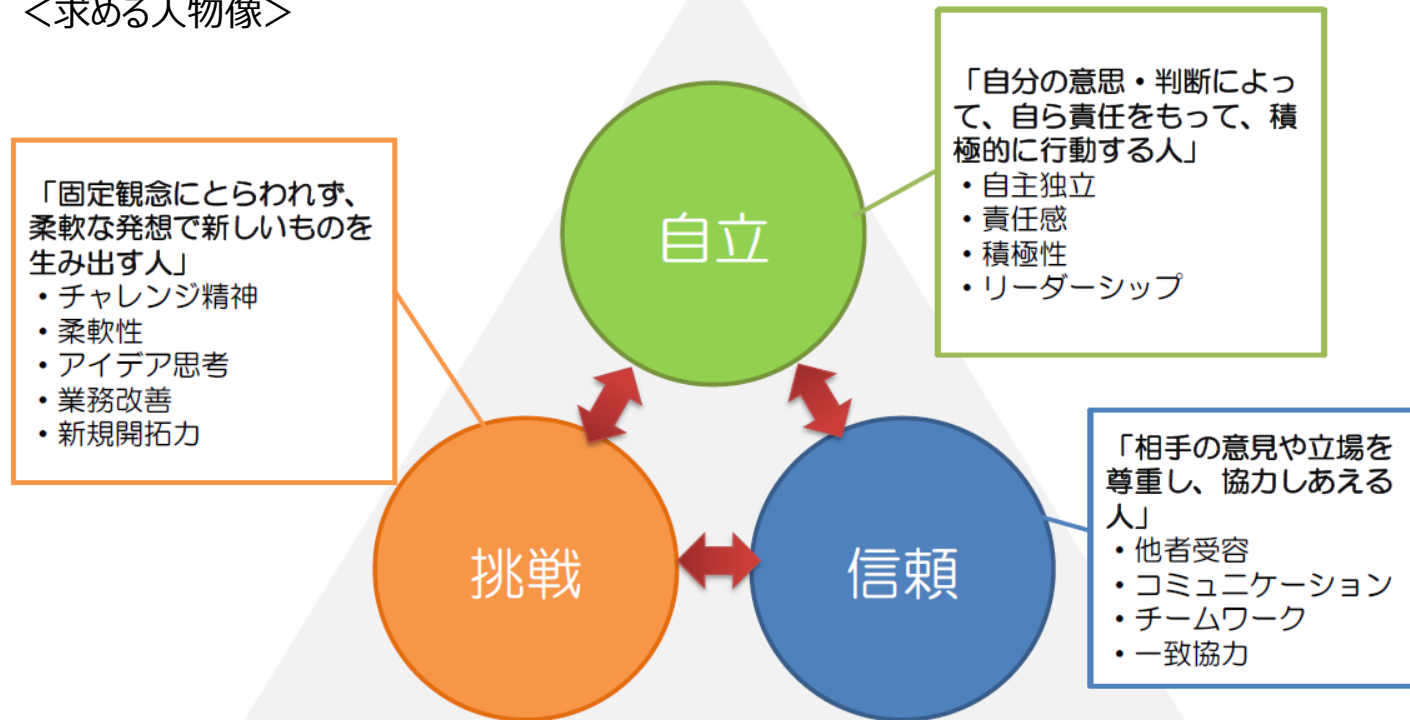 ＜求める人物像＞
「自分の意思・判断によっ
て、自ら責任をもって、積
極的に行動する人」
・自主独立
・責任感
・積極性
・リーダーシップ
自立
「固定観念にとらわれず、
柔軟な発想で新しいものを
生み出す人」
・チャレンジ精神
・柔軟性
・アイデア思考
・業務改善
・新規開拓力
挑戦
信頼
「相手の意見や立場を
尊重し、協力しあえる
人」
・他者受容
・コミュニケーション
・チームワーク
・一致協力